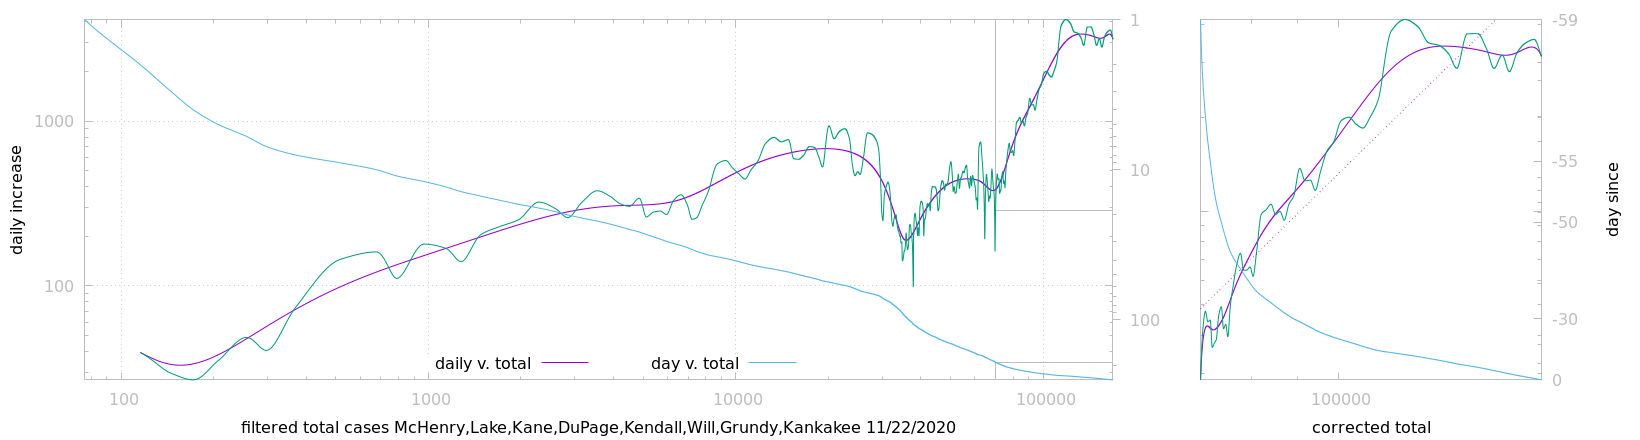 1
-59
1000
daily increase
10
-55
-50
day since
100
100
-30
daily v. total
day v. total
0
100
1000
10000
100000
100000
filtered total cases McHenry,Lake,Kane,DuPage,Kendall,Will,Grundy,Kankakee 11/22/2020
corrected total